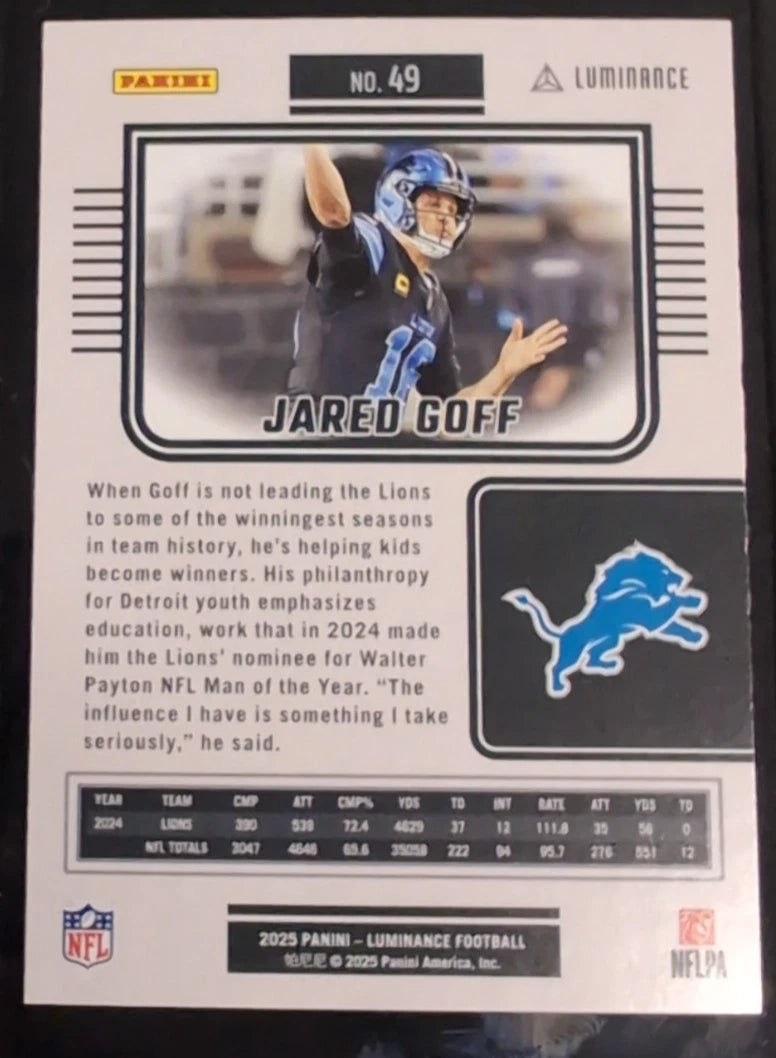 PANINI
NO. 49
LUMINANCE
LIONS
16
JARED GOFF
When Goff is not leading the Lions
to some of the winningest seasons
in team history, he's helping kids
become winners. His philanthropy
for Detroit youth emphasizes
education, work that in 2024 made
him the Lions' nominee for Walter
Payton NFL Man of the Year. “The
influence I have is something I take
seriously,” he said.
YEAR TEAM CMP ATT CMP% YDS TD INT RATE ATT YDS TD
2024 LIONS 390 539 72.4 4629 37 12 111.8 35 56 0
NFL TOTALS 3047 4646 65.6 35058 222 94 95.7 276 551 12
NFL
2025 PANINI – LUMINANCE FOOTBALL
帕尼尼 © 2025 Panini America, Inc.
NFLPA